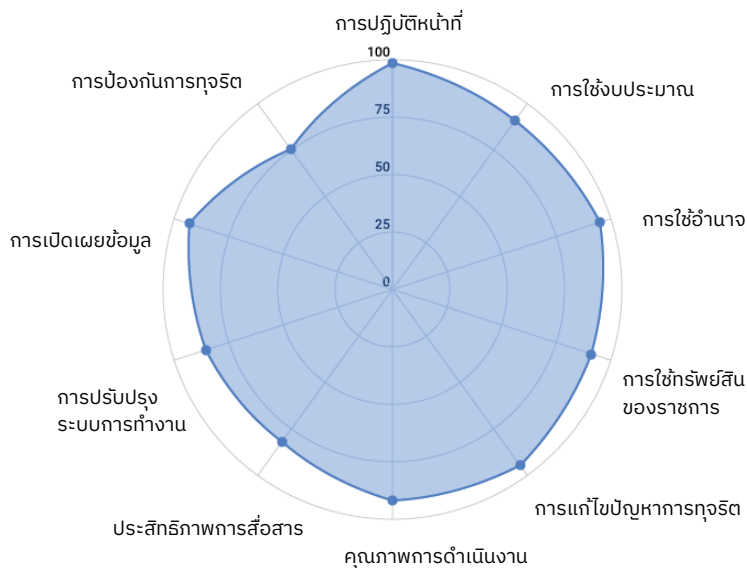 การปฏิบัติหน้าที่
100
การป้องกันการทุจริต
การใช้งบประมาณ
75
50
การใช้อำนาจ
25
การเปิดเผยข้อมูล
0
การใช้ทรัพย์สิน
ของราชการ
การปรับปรุง
ระบบการทำงาน
การแก้ไขปัญหาการทุจริต
ประสิทธิภาพการสื่อสาร
คุณภาพการดำเนินงาน